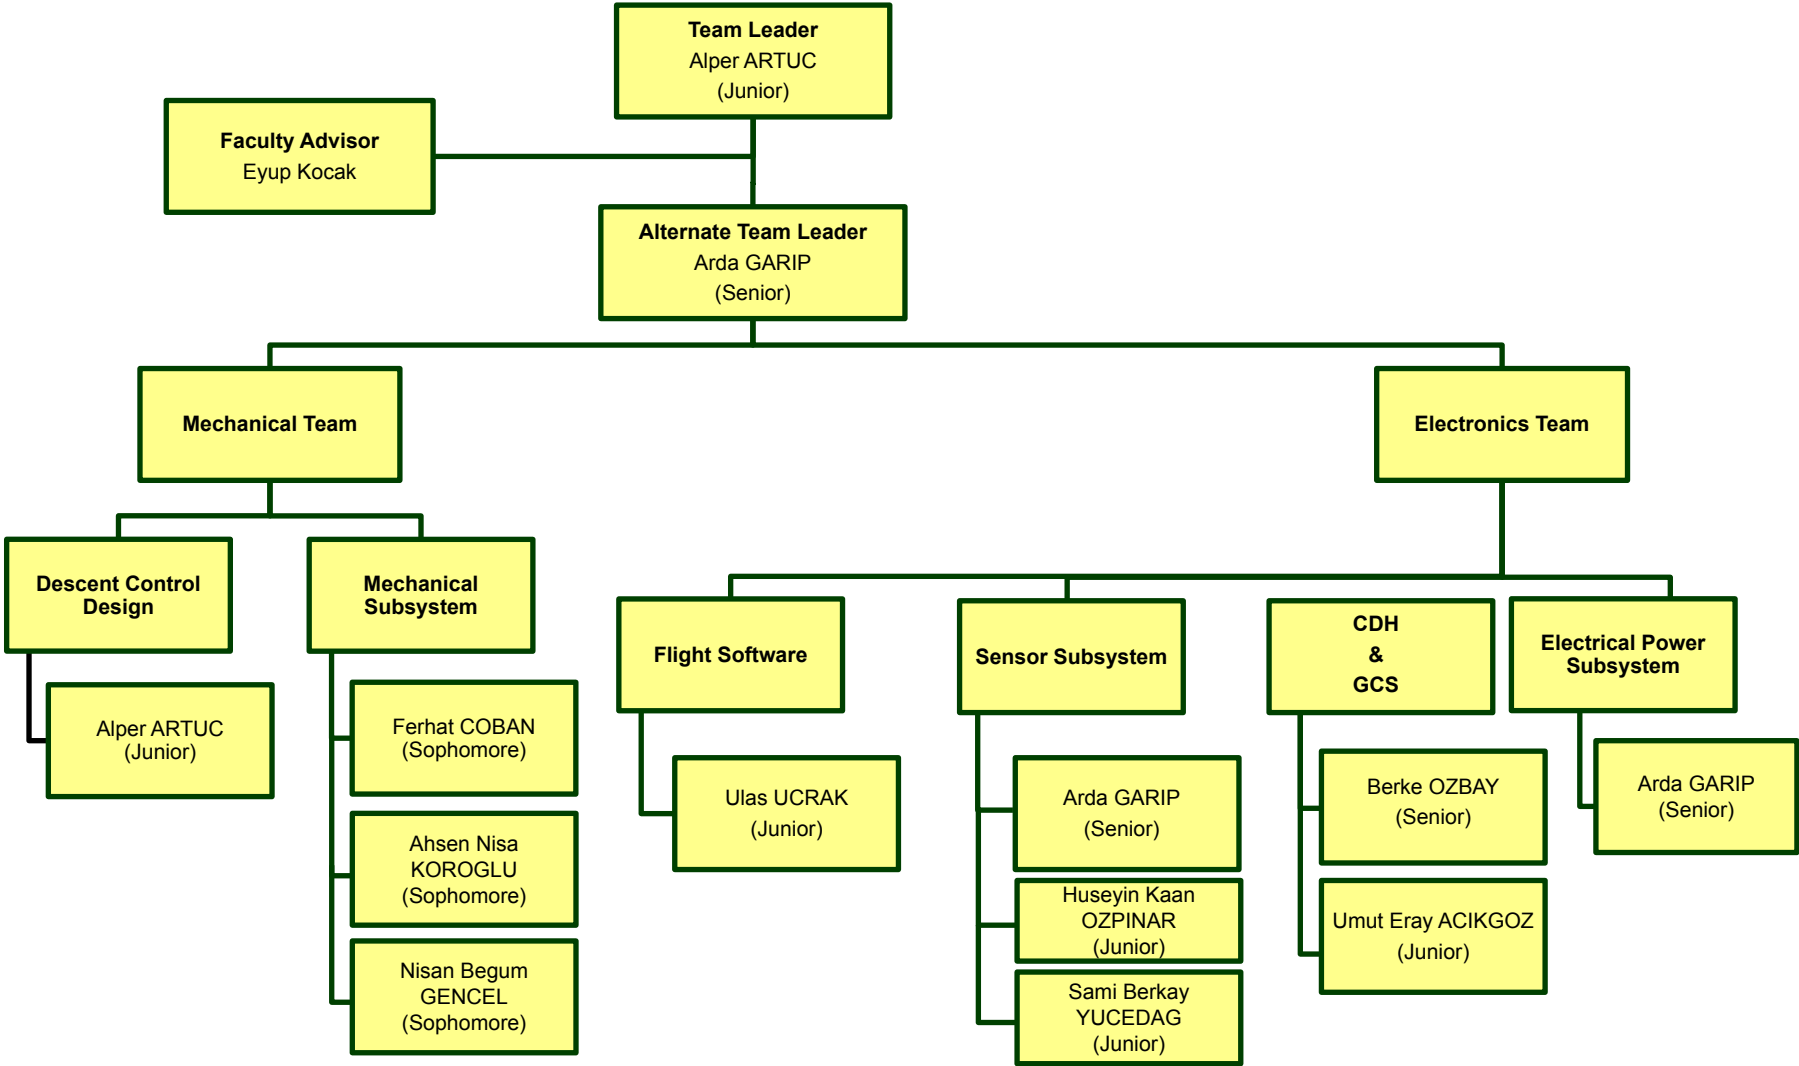 Team Leader
Alper ARTUC
(Junior)
Faculty Advisor
Eyup Kocak
Alternate Team Leader
Arda GARIP
(Senior)
Mechanical Team
Electronics Team
Descent Control
Design
Mechanical
Subsystem
Flight Software
Sensor Subsystem
CDH
&
GCS
Electrical Power
Subsystem
Alper ARTUC
(Junior)
Ferhat COBAN
(Sophomore)
Ahsen Nisa
KOROGLU
(Sophomore)
Nisan Begum
GENCEL
(Sophomore)
Ulas UCRAK
(Junior)
Arda GARIP
(Senior)
Huseyin Kaan
OZPINAR
(Junior)
Sami Berkay
YUCEDAG
(Junior)
Berke OZBAY
(Senior)
Umut Eray ACIKGOZ
(Junior)
Arda GARIP
(Senior)